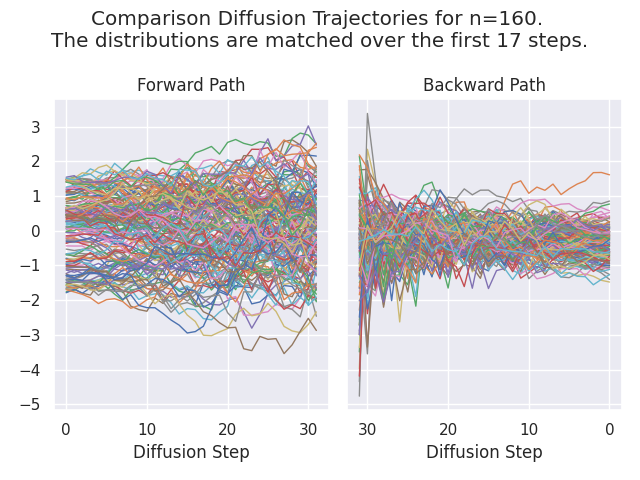 Comparison Diffusion Trajectories for n=160.
The distributions are matched over the first 17 steps.
Forward Path
Backward Path
3
2
1
0
−1
−2
−3
−4
−5
0
10
20
30
30
20
10
0
Diffusion Step
Diffusion Step